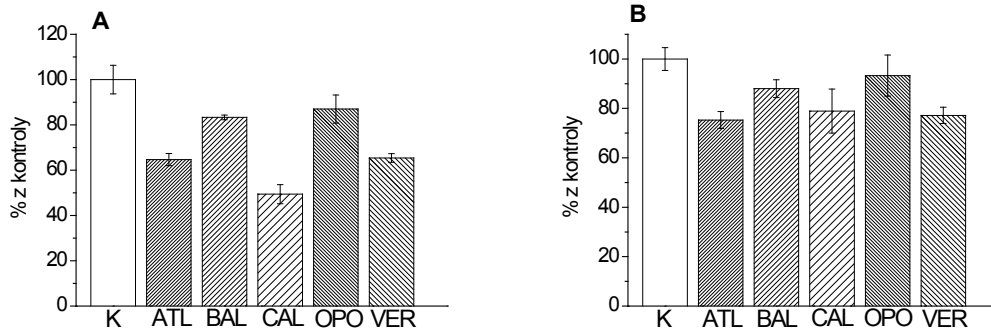 A
% z kontroly
120
100
80
60
40
20
0
K ATL BAL CAL OPO VER
B
% z kontroly
100
80
60
40
20
0
K ATL BAL CAL OPO VER